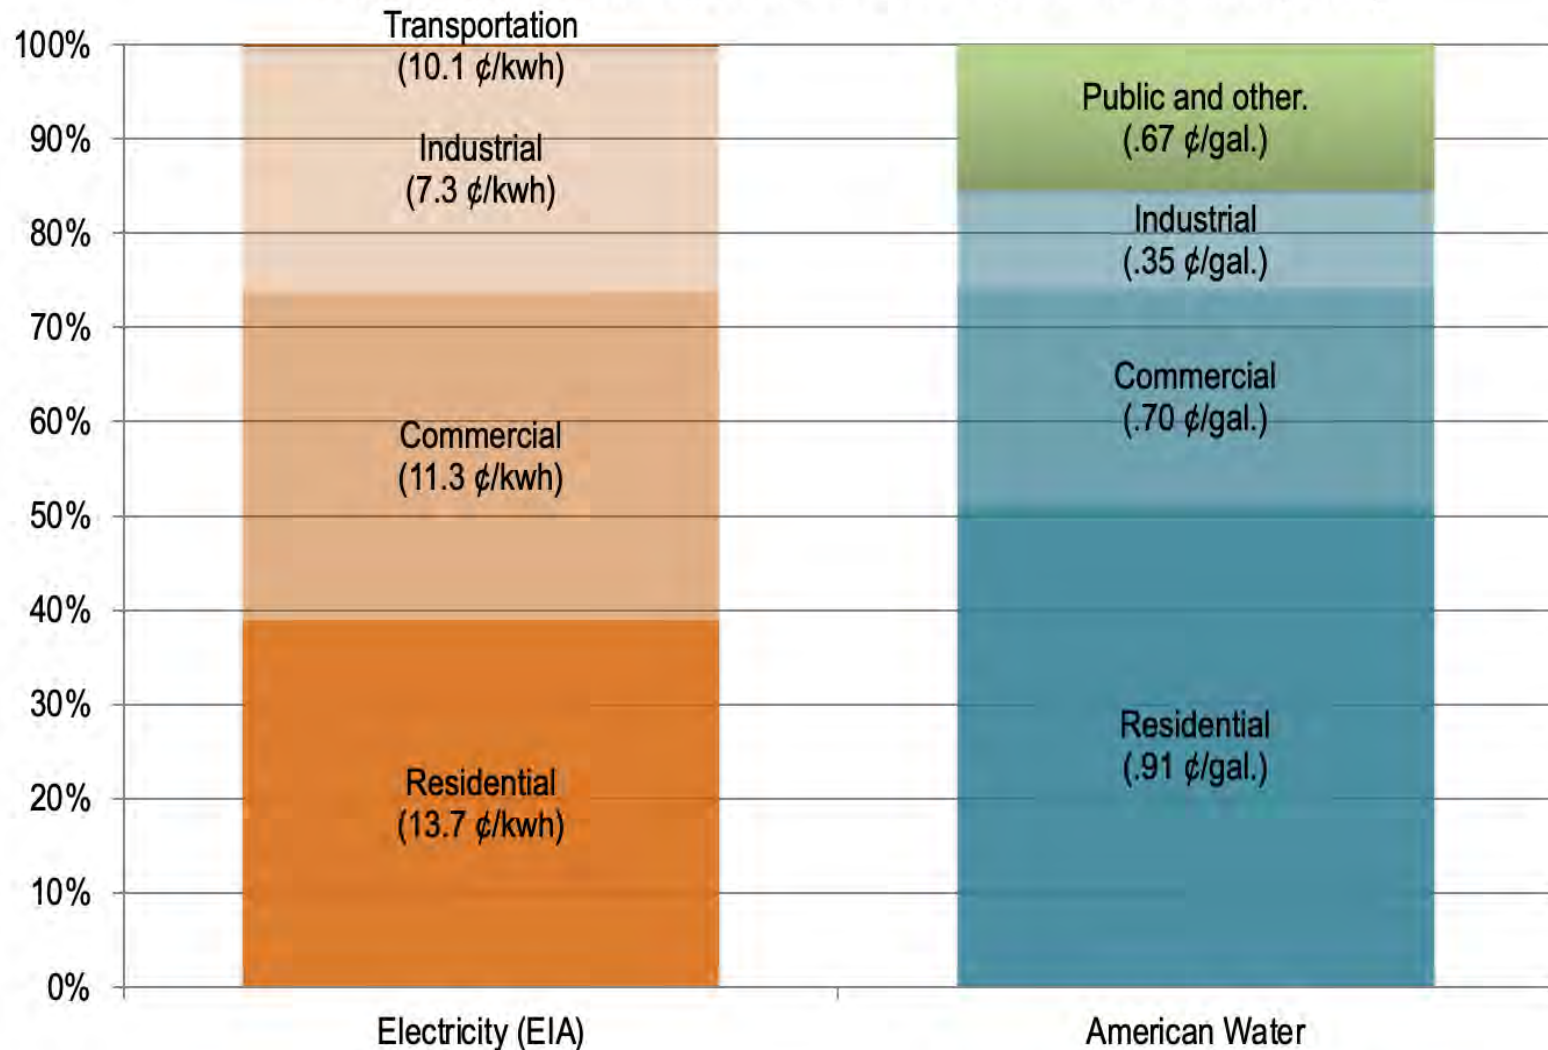 100%
90%
80%
70%
60%
50%
40%
30%
20%
10%
0%
Transportation
(10.1 ¢/kwh)
Industrial
(7.3 ¢/kwh)
Commercial
(11.3 ¢/kwh)
Residential
(13.7 ¢/kwh)
Public and other.
(.67 ¢/gal.)
Industrial
(.35 ¢/gal.)
Commercial
(.70 ¢/gal.)
Residential
(.91 ¢/gal.)
Electricity (EIA)
American Water